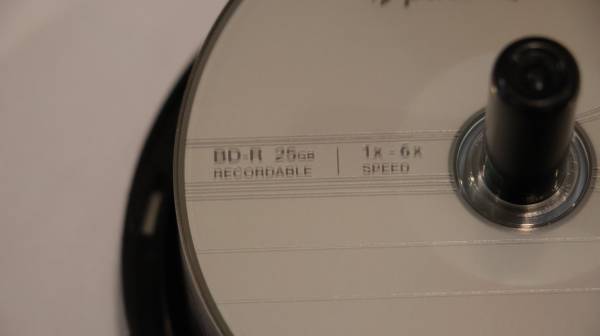 BD-R 25GB
RECORDABLE
1x - 6x
SPEED